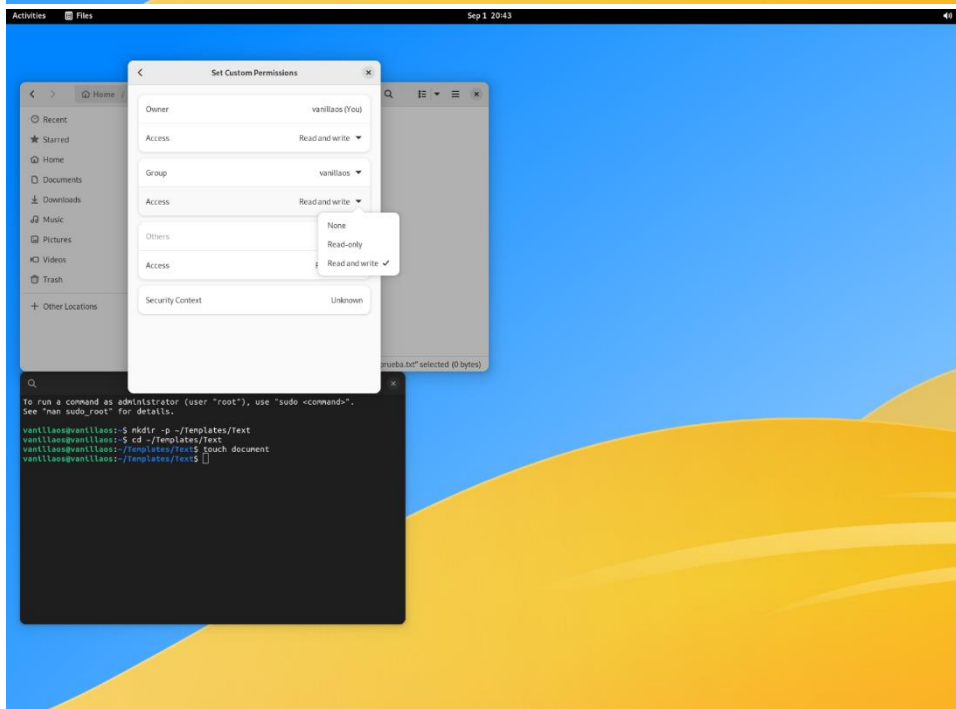 Activities Files Sep 1 20:43
Set Custom Permissions
Home /
Recent
Starred
Home
Documents
Downloads
Music
Pictures
Videos
Trash
+ Other Locations
Owner vanillaos (You)
Access Read and write
Group vanillaos
Access Read and write
None
Read-only
Read and write ✓
Others
Access
Security Context Unknown
prueba.txt" selected (0 bytes)
To run a command as administrator (user "root"), use "sudo <command>".
See "man sudo_root" for details.
vanillaos@vanillaos:~$ mkdir -p ~/Templates/Text
vanillaos@vanillaos:~$ cd ~/Templates/Text
vanillaos@vanillaos:~/Templates/Text$ touch document
vanillaos@vanillaos:~/Templates/Text$